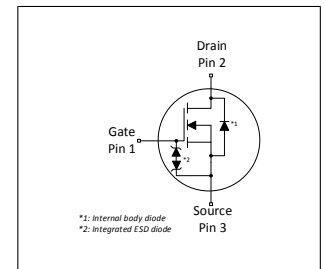 Drain
Pin 2
*1
Gate
Pin 1
*2
*1: Internal body diode
*2: Integrated ESD diode
Source
Pin 3